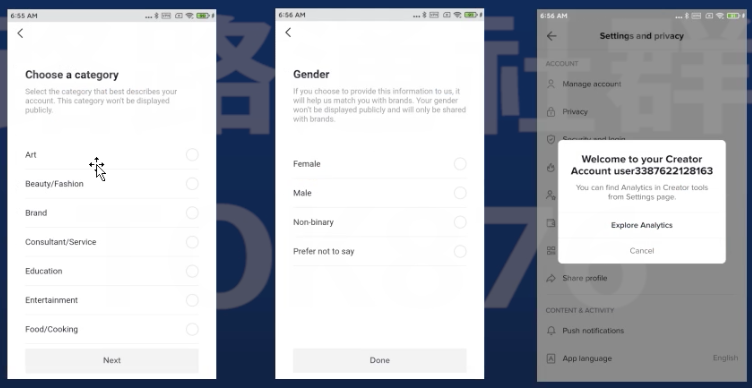 6:55 AM
Choose a category
Select the category that best describes your
account. This category won't be displayed
publicly.
Art
Beauty/Fashion
Brand
Consultant/Service
Education
Entertainment
Food/Cooking
Next
6:56 AM
Gender
If you choose to provide this information to us, it
will help us match you with brands. Your gender
won't be displayed publicly and will only be shared
with brands.
Female
Male
Non-binary
Prefer not to say
Done
6:56 AM
Settings and privacy
ACCOUNT
Manage account
Privacy
Security and login
Welcome to your Creator
Account user3387622128163
You can find Analytics in Creator tools
from Settings page.
Explore Analytics
Cancel
Share profile
CONTENT & ACTIVITY
Push notifications
App language
English